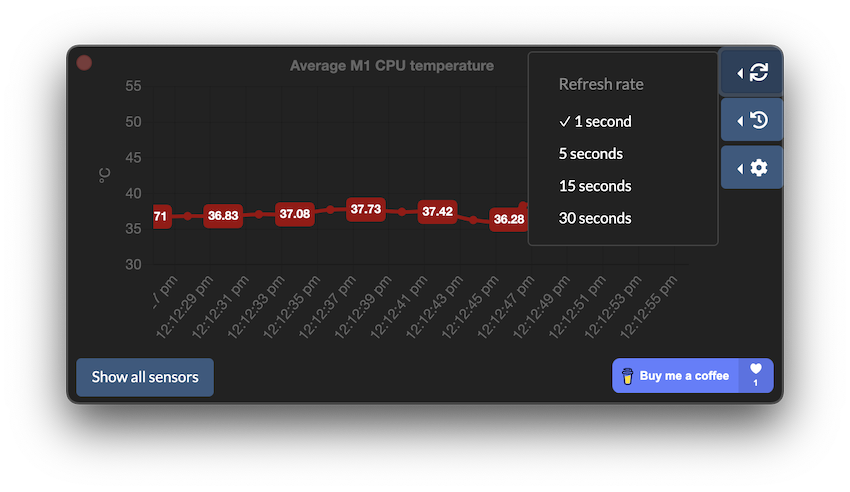 Average M1 CPU temperature
Refresh rate
✓ 1 second
5 seconds
15 seconds
30 seconds
°C
55
50
45
40
35
30
71
36.83
37.08
37.73
37.42
36.28
12:12:29 pm
12:12:31 pm
12:12:33 pm
12:12:35 pm
12:12:37 pm
12:12:39 pm
12:12:41 pm
12:12:43 pm
12:12:45 pm
12:12:47 pm
12:12:49 pm
12:12:51 pm
12:12:53 pm
12:12:55 pm
Show all sensors
Buy me a coffee
1